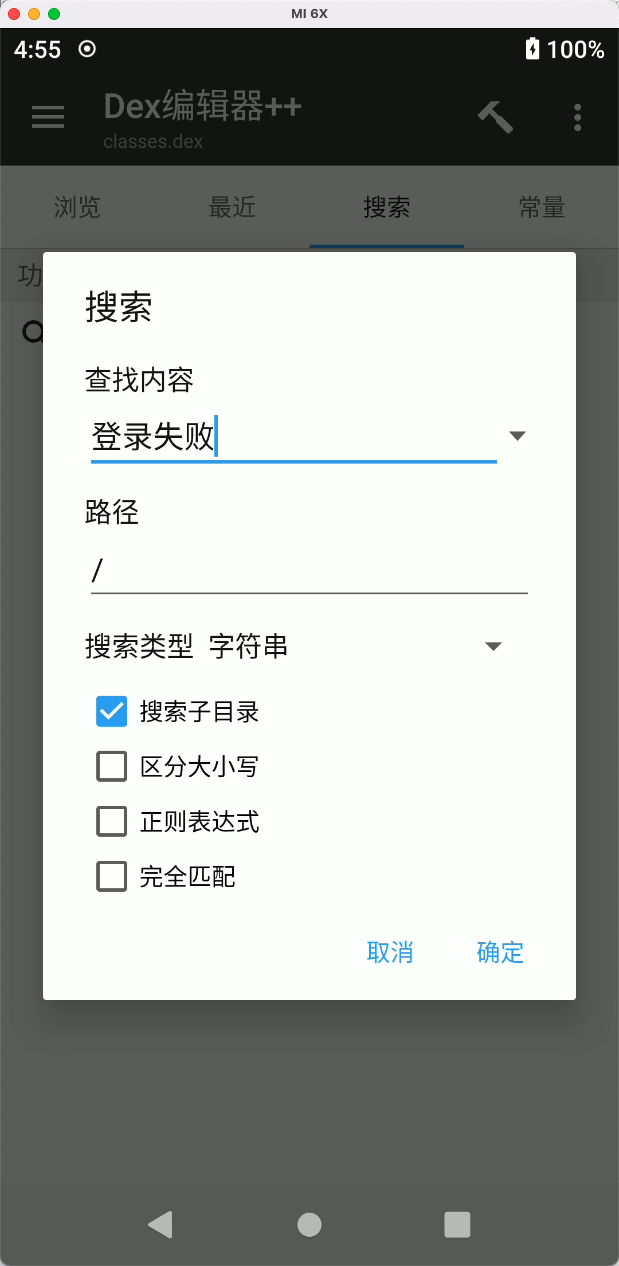 MI 6X
4:55
100%
Dex编辑器++
classes.dex
浏览 最近 搜索 常量
功
搜索
查找内容
登录失败
路径
/
搜索类型 字符串
搜索子目录
区分大小写
正则表达式
完全匹配
取消 确定